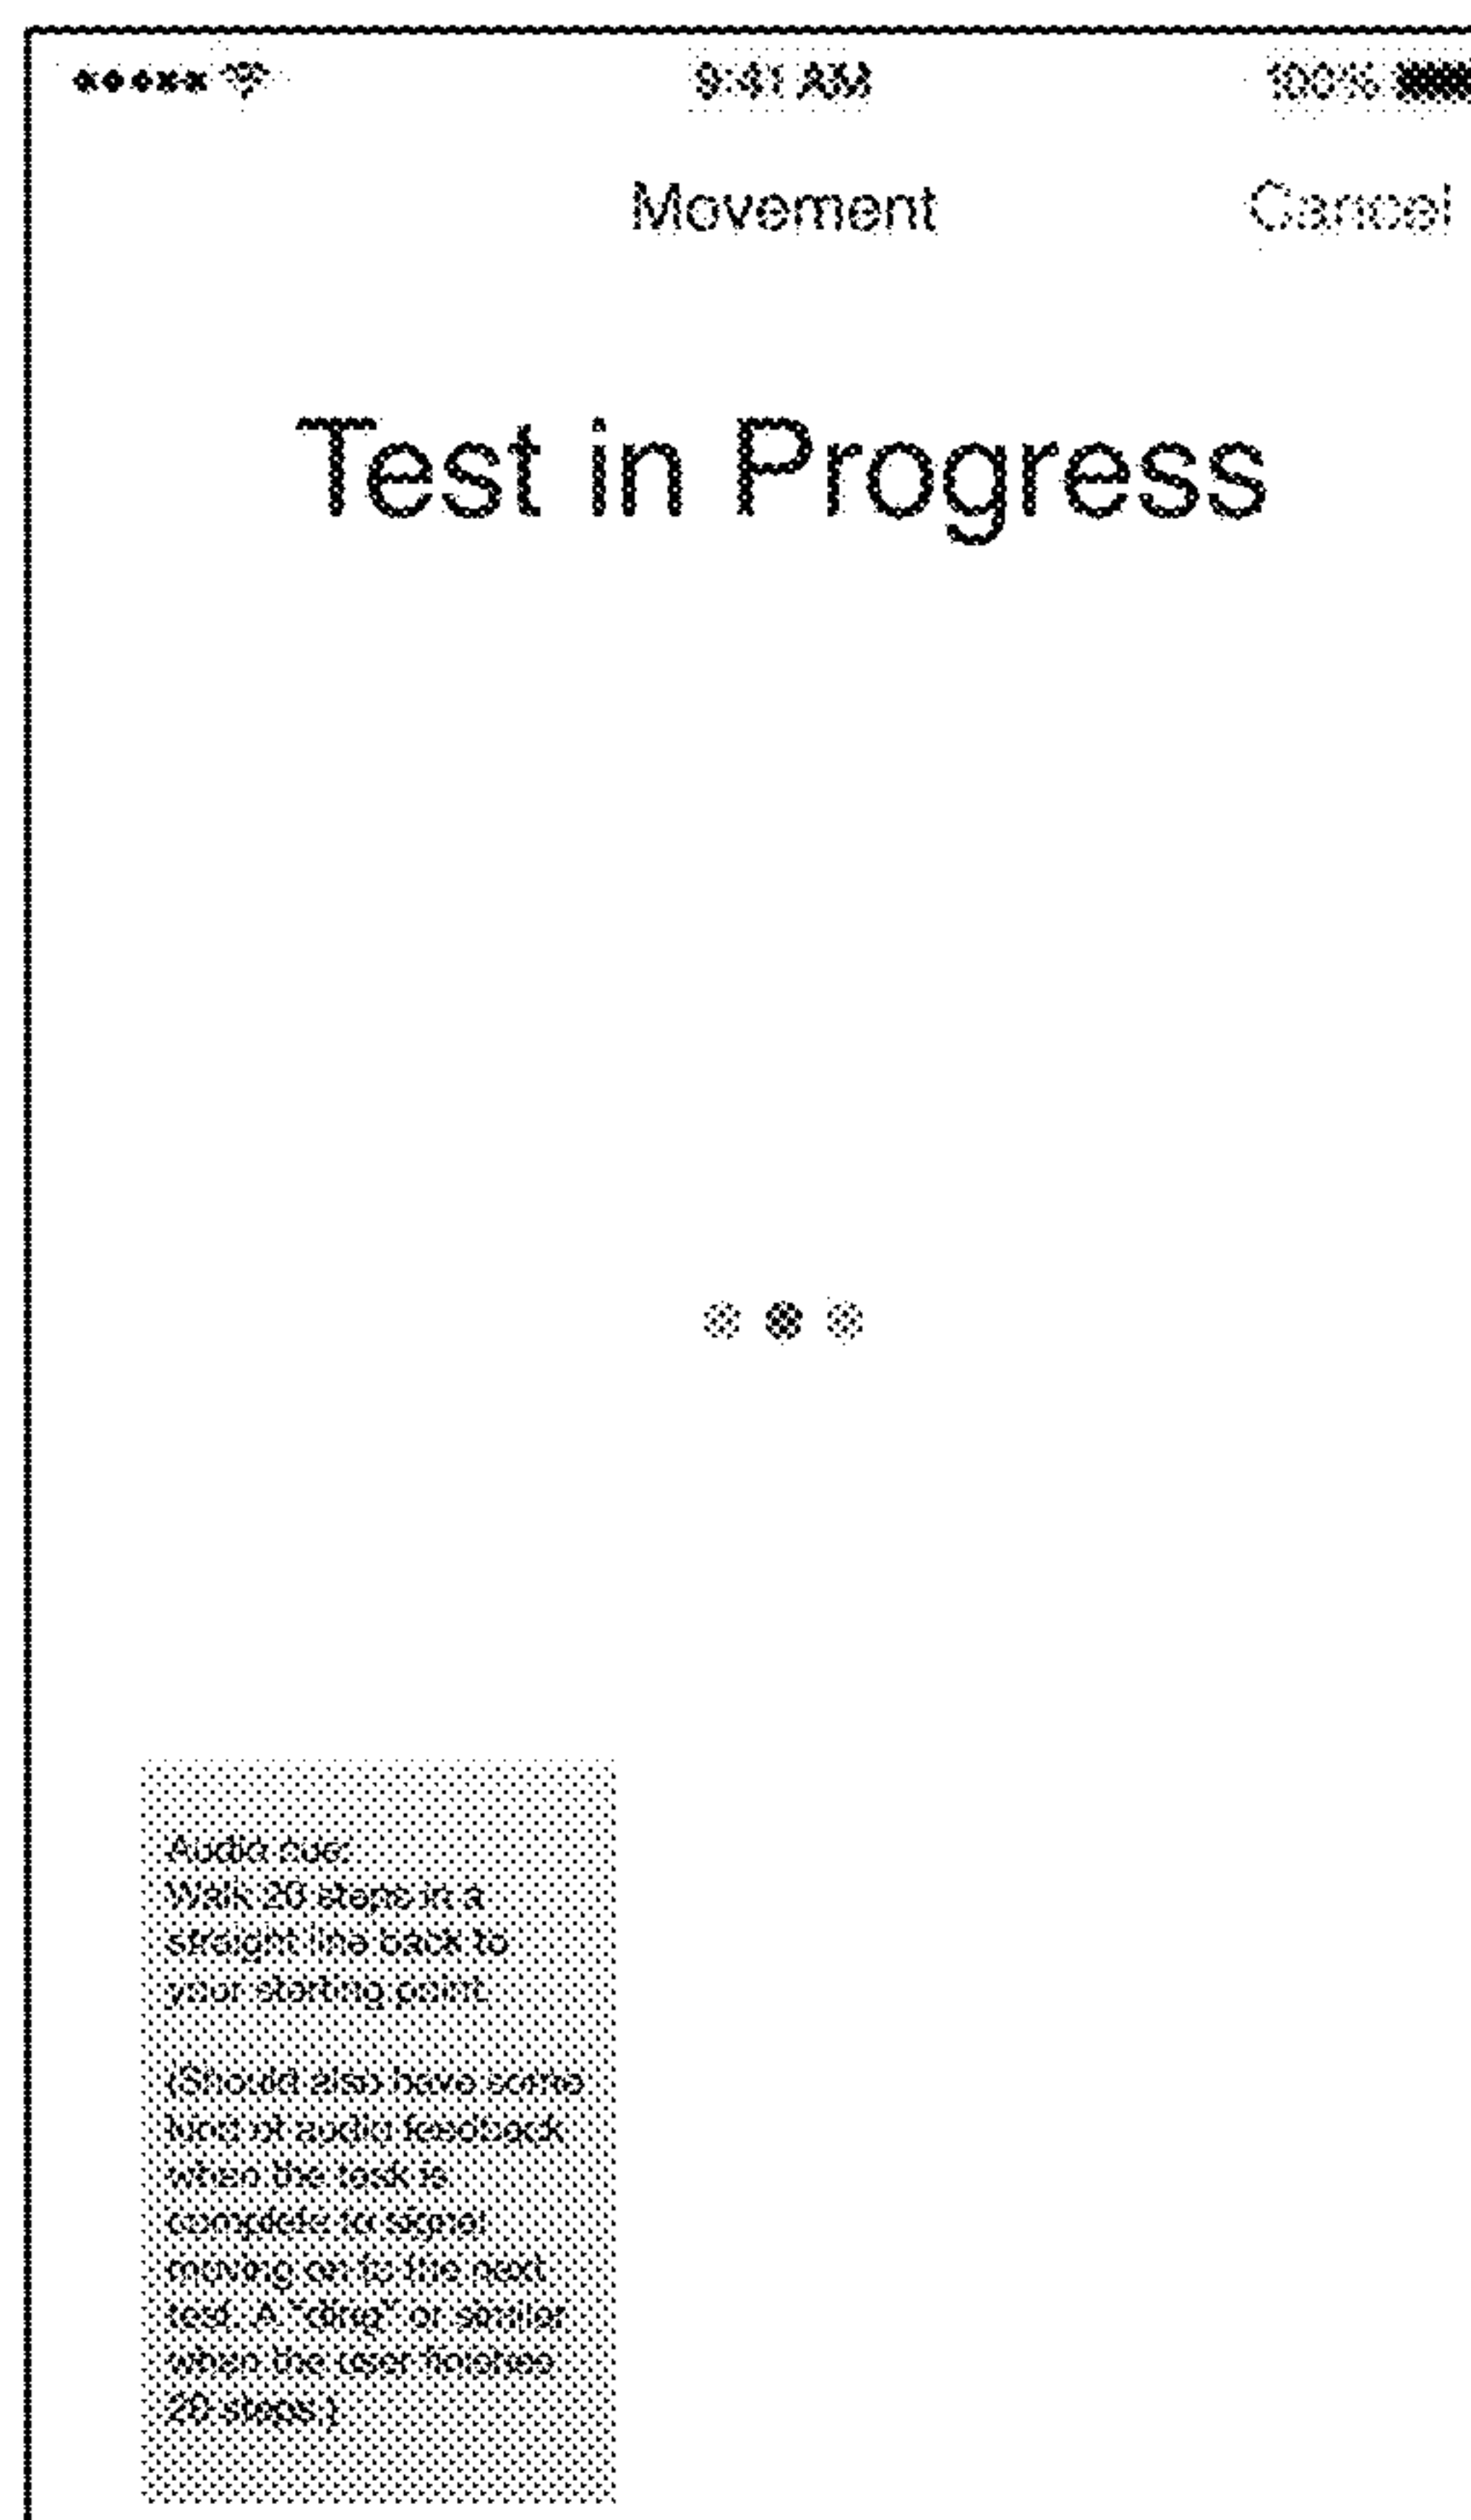 9:41 AM 100%
Movement Cancel
Test in Progress
Audio cue:
Walk 20 steps in a
straight line back to
your starting point.
(Should also have some
kind of audio feedback
when the task is
complete to signal
moving on to the next
test. A "ding" or similar
when the user finishes
20 steps.)